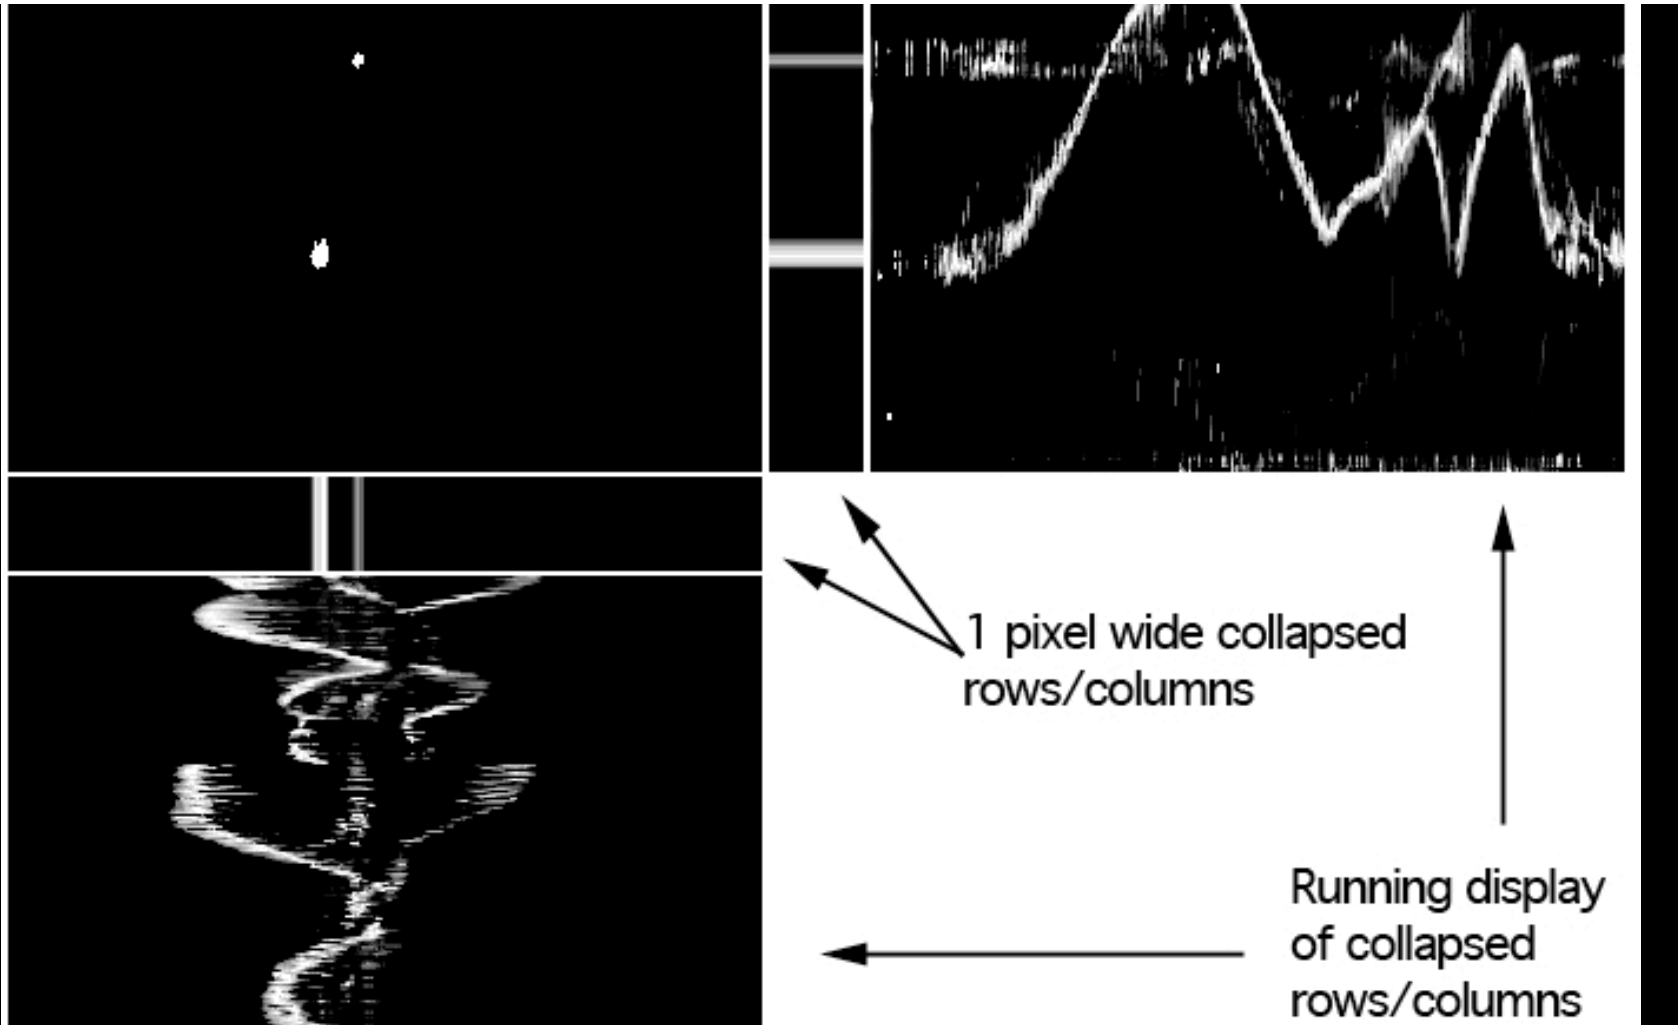 1 pixel wide collapsed
rows/columns
Running display
of collapsed
rows/columns